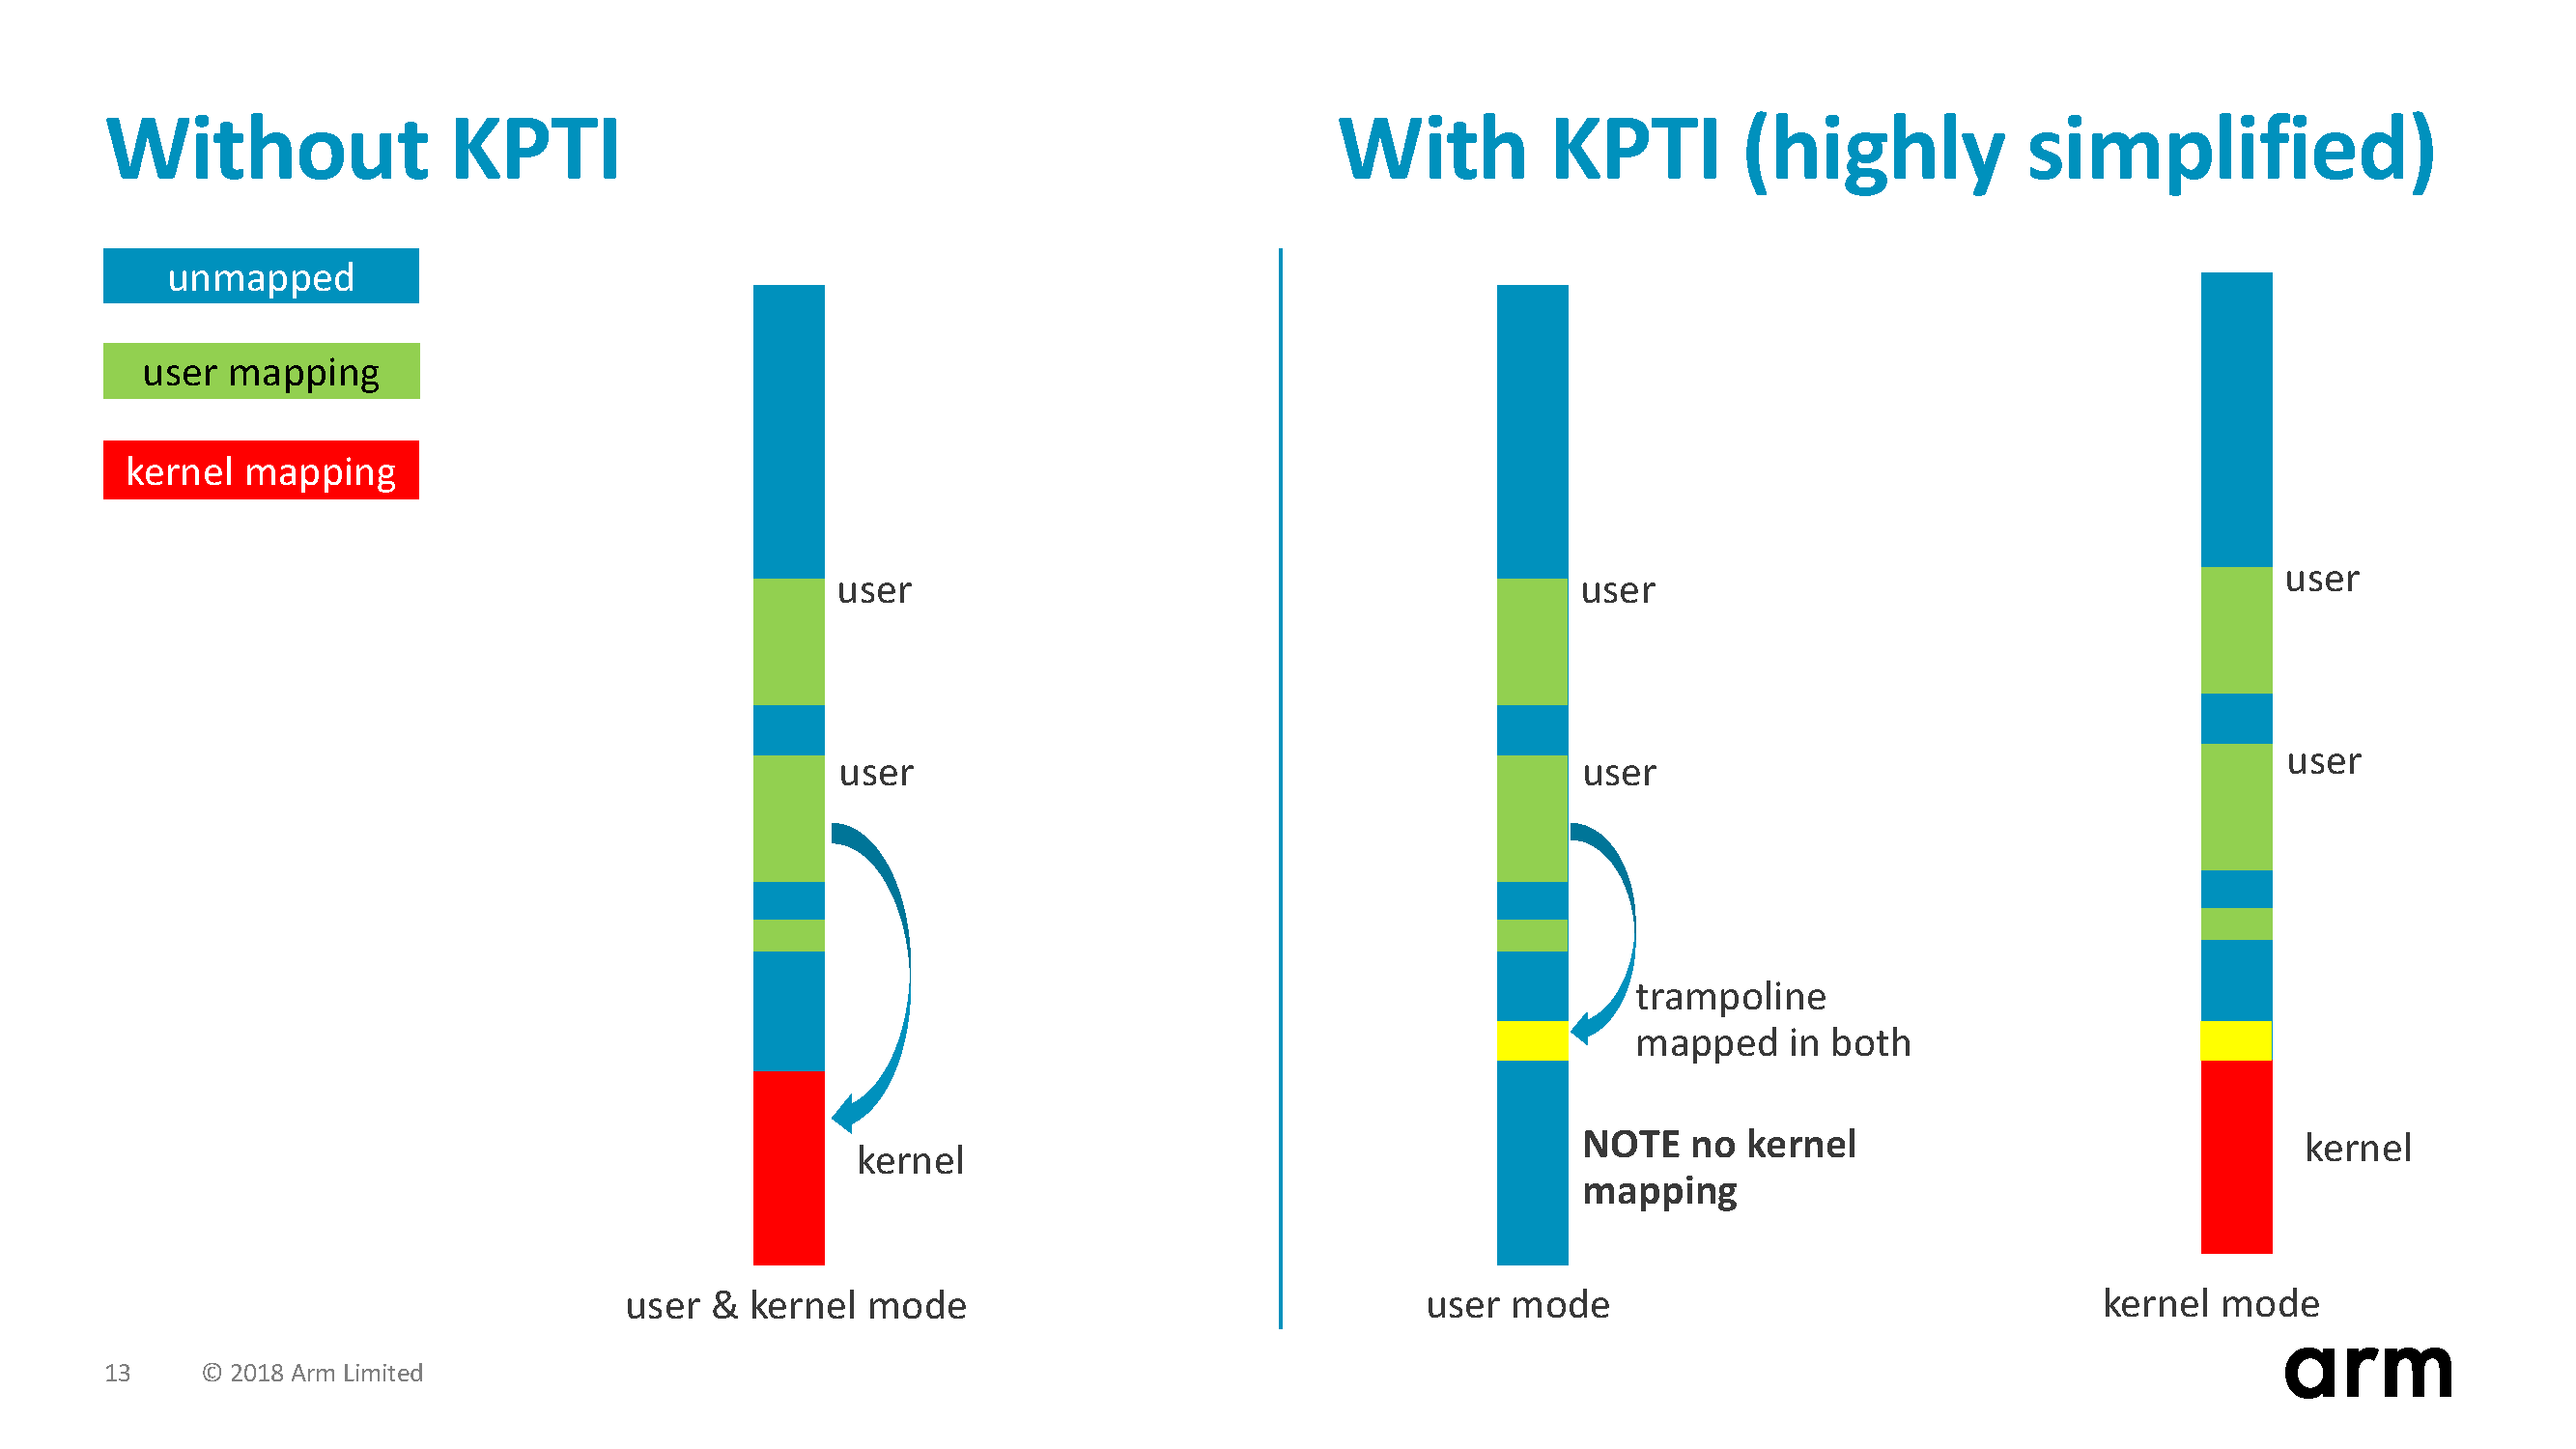 Without KPTI
With KPTI (highly simplified)
unmapped
user mapping
kernel mapping
user
user
kernel
user & kernel mode
user
user
trampoline
mapped in both
NOTE no kernel
mapping
user mode
user
user
kernel
kernel mode
13 © 2018 Arm Limited
arm